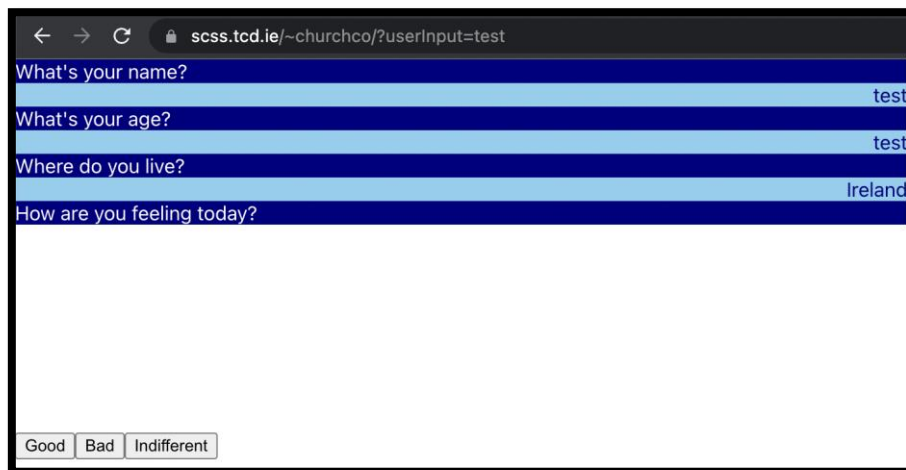 scss.tcd.ie/~churchco/?userInput=test
What's your name?
test
What's your age?
test
Where do you live?
Ireland
How are you feeling today?
Good Bad Indifferent